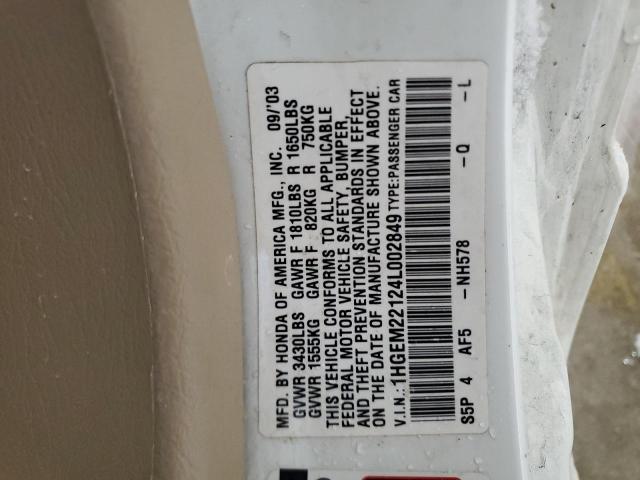 MFD. BY HONDA OF AMERICA MFG., INC. 09/'03
GVWR 3430LBS GAWR F 1810LBS R 1650LBS
GVWR 1555KG GAWR F 820KG R 750KG
THIS VEHICLE CONFORMS TO ALL APPLICABLE
FEDERAL MOTOR VEHICLE SAFETY, BUMPER,
AND THEFT PREVENTION STANDARDS IN EFFECT
ON THE DATE OF MANUFACTURE SHOWN ABOVE.
V.I.N.: 1HGEM22124L002849 TYPE:PASSENGER CAR
S5P 4 AF5 -NH578 -Q -L